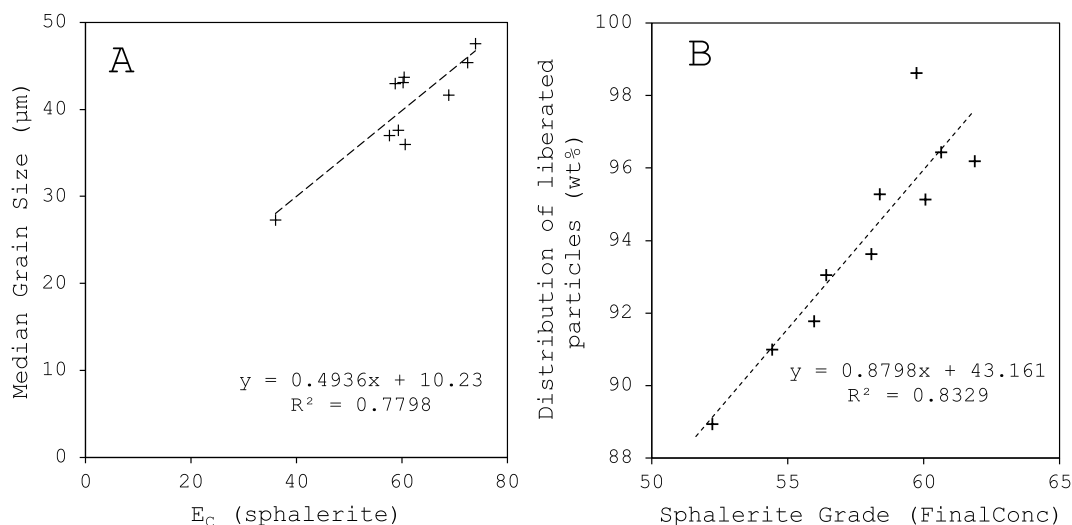 A
50
40
30
20
10
0
0
20
40
60
80
Median Grain Size (µm)
E_C (sphalerite)
y = 0.4936x + 10.23
R² = 0.7798
B
100
98
96
94
92
90
88
50
55
60
65
Distribution of liberated
particles (wt%)
Sphalerite Grade (FinalConc)
y = 0.8798x + 43.161
R² = 0.8329